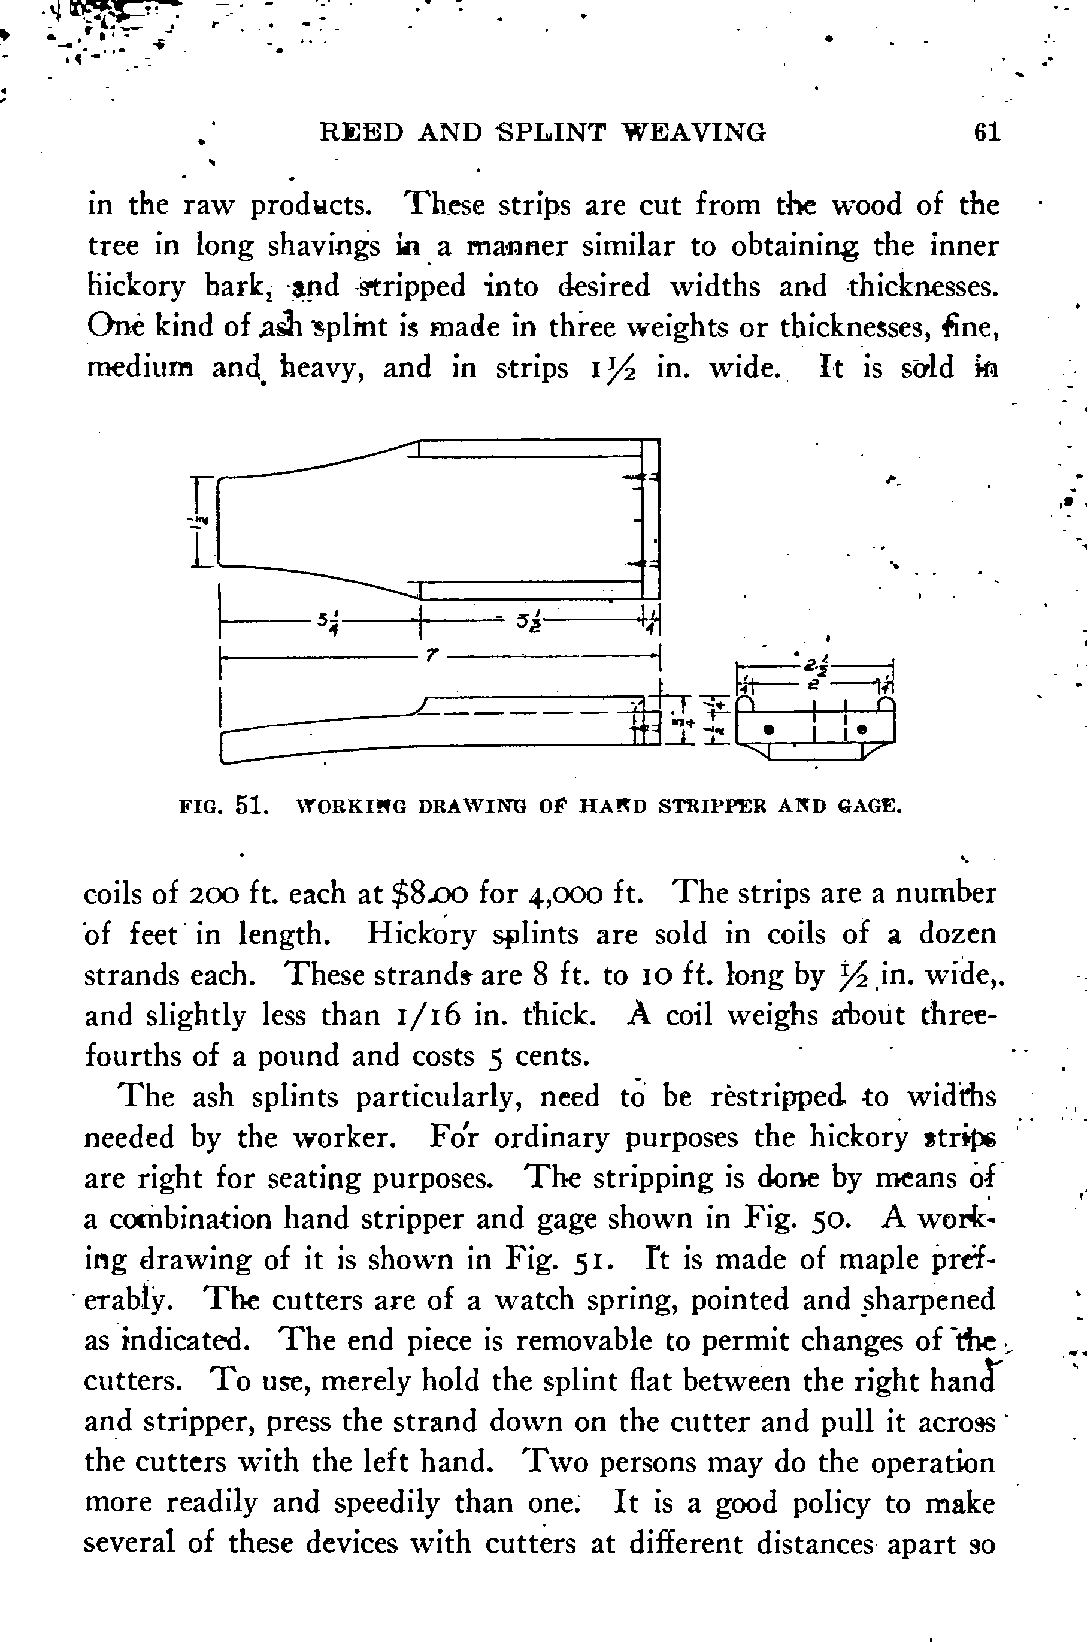 REED AND SPLINT WEAVING 61
in the raw products. These strips are cut from the wood of the
tree in long shavings in a manner similar to obtaining the inner
hickory bark, and stripped into desired widths and thicknesses.
One kind of ash splint is made in three weights or thicknesses, fine,
medium and heavy, and in strips 1½ in. wide. It is sold in
3¼ 3½ ¼
7
2½
¼ 2 ¼
¾ ¼ ½
FIG. 51. WORKING DRAWING OF HAND STRIPPER AND GAGE.
coils of 200 ft. each at $8.00 for 4,000 ft. The strips are a number
of feet in length. Hickory splints are sold in coils of a dozen
strands each. These strands are 8 ft. to 10 ft. long by ½ in. wide,
and slightly less than 1/16 in. thick. A coil weighs about three-
fourths of a pound and costs 5 cents.
The ash splints particularly, need to be restripped to widths
needed by the worker. For ordinary purposes the hickory strips
are right for seating purposes. The stripping is done by means of
a combination hand stripper and gage shown in Fig. 50. A work-
ing drawing of it is shown in Fig. 51. It is made of maple pref-
erably. The cutters are of a watch spring, pointed and sharpened
as indicated. The end piece is removable to permit changes of the
cutters. To use, merely hold the splint flat between the right hand
and stripper, press the strand down on the cutter and pull it across
the cutters with the left hand. Two persons may do the operation
more readily and speedily than one. It is a good policy to make
several of these devices with cutters at different distances apart so